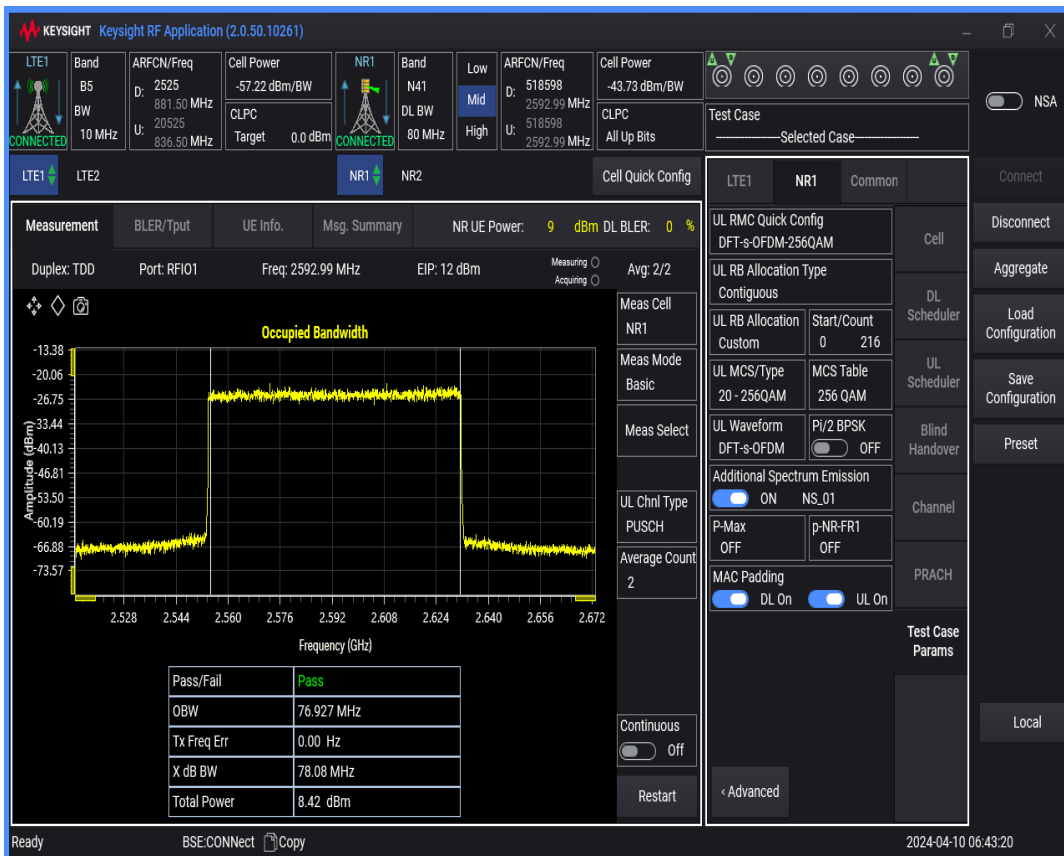 KEYSIGHT Keysight RF Application (2.0.50.10261)
LTE1 Band ARFCN/Freq Cell Power NR1 Band Low ARFCN/Freq Cell Power
B5 D: 2525 -57.22 dBm/BW N41 Mid D: 518598 -43.73 dBm/BW
881.50 MHz 2592.99 MHz
BW U: 20525 CLPC DL BW High U: 518598 CLPC
CONNECTED 10 MHz 836.50 MHz Target 0.0 dBm CONNECTED 80 MHz 2592.99 MHz All Up Bits
Test Case
--------------------Selected Case-----------------
NSA
LTE1 LTE2 NR1 NR2 Cell Quick Config
Measurement BLER/Tput UE Info. Msg. Summary NR UE Power: 9 dBm DL BLER: 0 %
Duplex: TDD Port: RFIO1 Freq: 2592.99 MHz EIP: 12 dBm Measuring Avg: 2/2
Acquiring
Occupied Bandwidth
Amplitude (dBm)
-13.38
-20.06
-26.75
-33.44
-40.13
-46.81
-53.50
-60.19
-66.88
-73.57
2.528 2.544 2.560 2.576 2.592 2.608 2.624 2.640 2.656 2.672
Frequency (GHz)
Pass/Fail Pass
OBW 76.927 MHz
Tx Freq Err 0.00 Hz
X dB BW 78.08 MHz
Total Power 8.42 dBm
Meas Cell
NR1
Meas Mode
Basic
Meas Select
UL Chnl Type
PUSCH
Average Count
2
Continuous
Off
Restart
LTE1 NR1 Common
UL RMC Quick Config
DFT-s-OFDM-256QAM
UL RB Allocation Type
Contiguous
UL RB Allocation Start/Count
Custom 0 216
UL MCS/Type MCS Table
20 - 256QAM 256 QAM
UL Waveform Pi/2 BPSK
DFT-s-OFDM OFF
Additional Spectrum Emission
ON NS_01
P-Max p-NR-FR1
OFF OFF
MAC Padding
DL On UL On
‹ Advanced
Cell
DL
Scheduler
UL
Scheduler
Blind
Handover
Channel
PRACH
Test Case
Params
Connect
Disconnect
Aggregate
Load
Configuration
Save
Configuration
Preset
Local
Ready BSE:CONNect Copy 2024-04-10 06:43:20